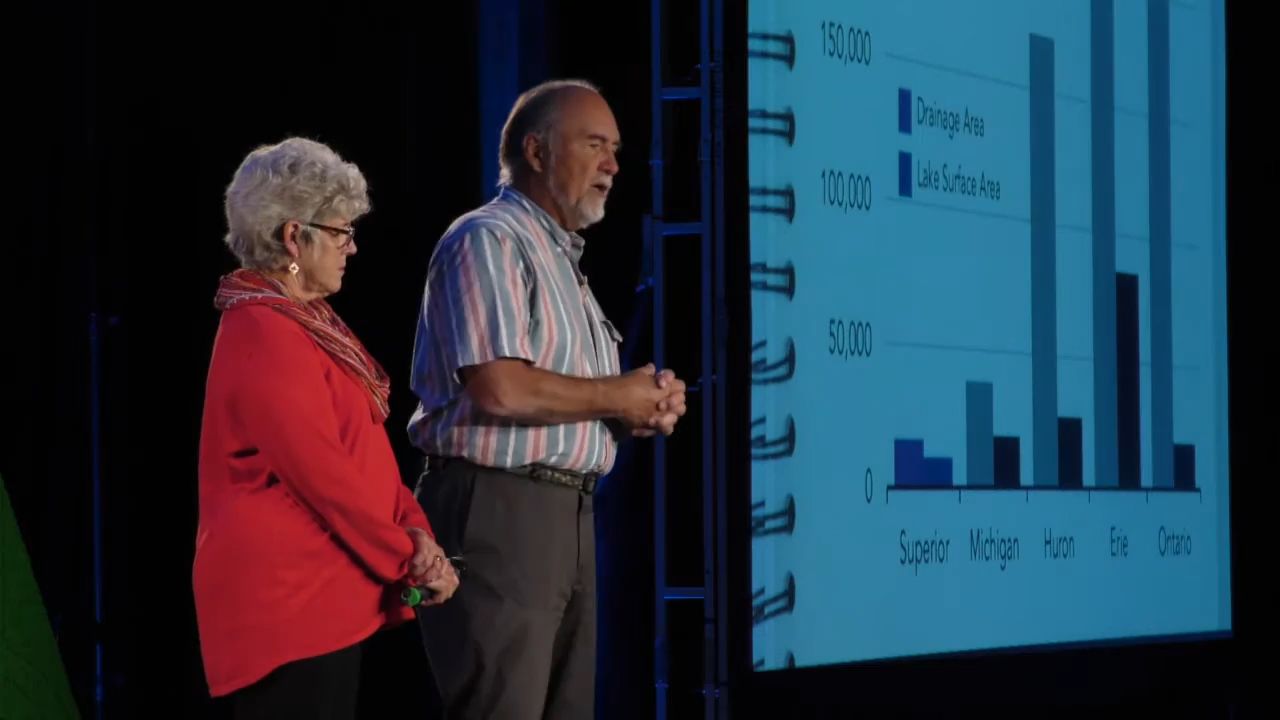 150,000
Drainage Area
Lake Surface Area
100,000
50,000
0
Superior Michigan Huron Erie Ontario